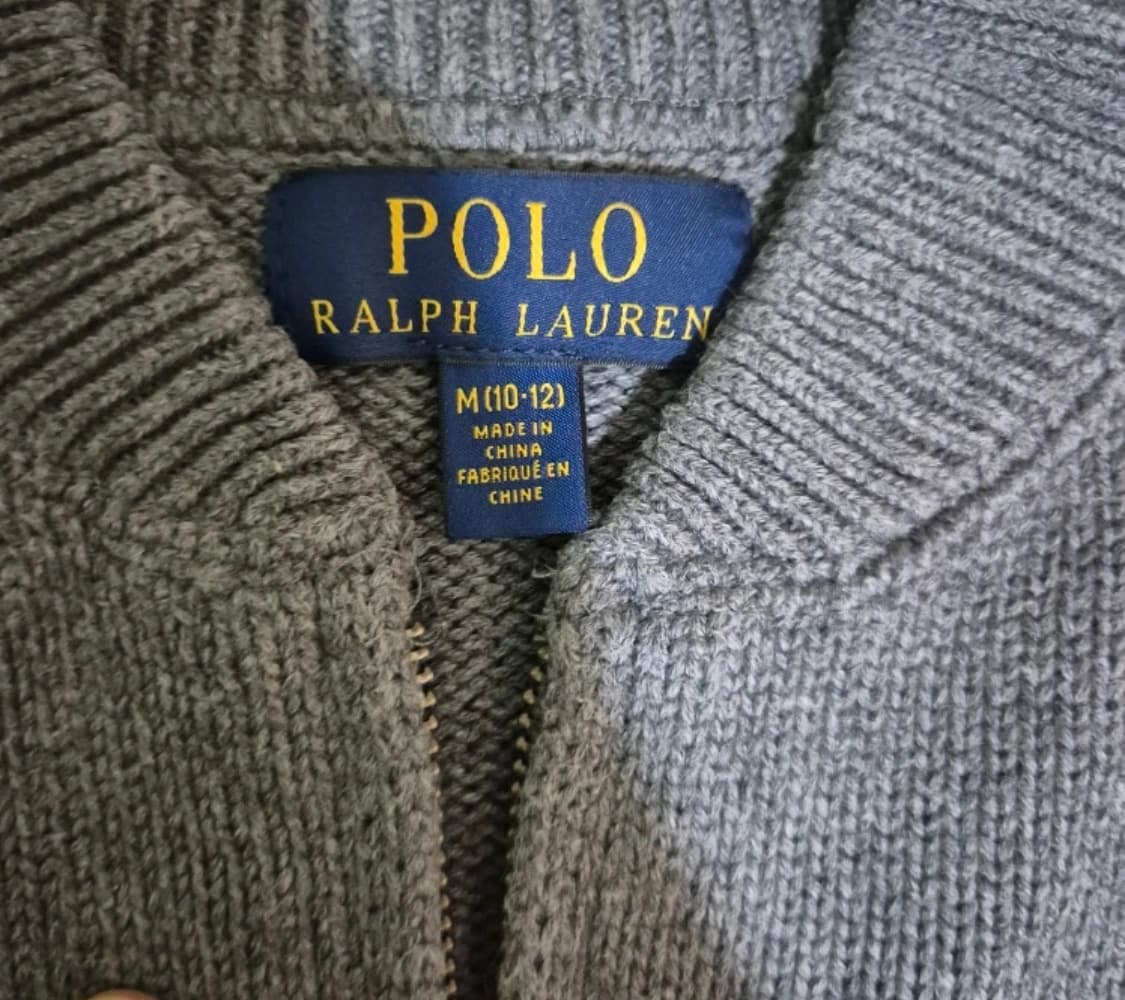 POLO
RALPH LAUREN
M (10-12)
MADE IN
CHINA
FABRIQUÉ EN
CHINE